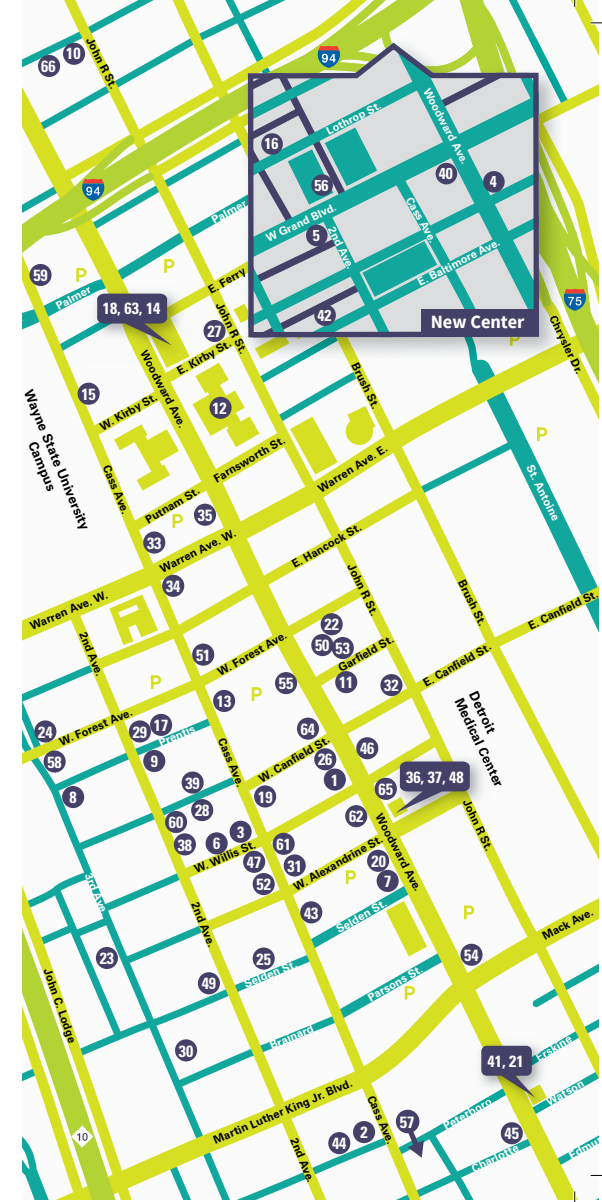 66
10
John R St.
94
94
Palmer
59
P
P
Palmer
18, 63, 14
E. Ferry
John R St.
27
E. Kirby St.
Woodward Ave.
15
W. Kirby St.
12
Wayne State University
Campus
Cass Ave.
Farnsworth St.
Putnam St.
P
35
33
Warren Ave. W.
Warren Ave. E.
Brush St.
Lothrop St.
Woodward Ave.
16
56
40
4
W Grand Blvd.
5
2nd Ave.
Cass Ave.
E. Baltimore Ave.
42
New Center
75
Chrysler Dr.
P
P
St. Antoine
34
Warren Ave. W.
E. Hancock St.
John R St.
Brush St.
E. Canfield St.
2nd Ave.
22
50
53
Garfield St.
51
W. Forest Ave.
P
P
55
11
32
E. Canfield St.
Detroit
Medical Center
13
24
W. Forest Ave.
29
17
Prentis
64
58
9
Cass Ave.
W. Canfield St.
46
26
1
36, 37, 48
65
8
39
28
19
62
60
38
6
3
61
W. Willis St.
47
31
52
W. Alexandrine St.
Woodward Ave.
20
7
P
John R St.
3rd Ave.
2nd Ave.
43
Selden St.
P
Mack Ave.
23
25
Selden St.
49
54
John C. Lodge
Parsons St.
P
30
Brainard
41, 21
Erskine
Watson
Martin Luther King Jr. Blvd.
Cass Ave.
57
Peterboro
10
2nd Ave.
44
2
45
Charlotte